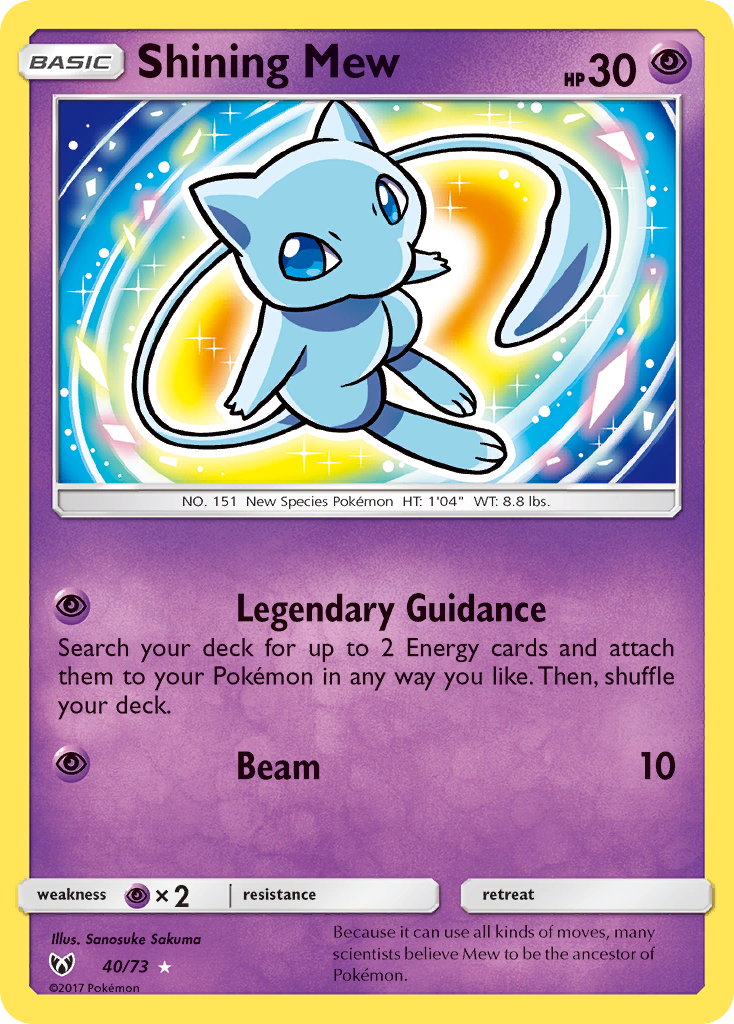 BASIC Shining Mew HP 30
NO. 151 New Species Pokémon HT: 1'04" WT: 8.8 lbs.
Legendary Guidance
Search your deck for up to 2 Energy cards and attach
them to your Pokémon in any way you like. Then, shuffle
your deck.
Beam 10
weakness × 2 resistance retreat
Illus. Sanosuke Sakuma
40/73
©2017 Pokémon
Because it can use all kinds of moves, many
scientists believe Mew to be the ancestor of
Pokémon.